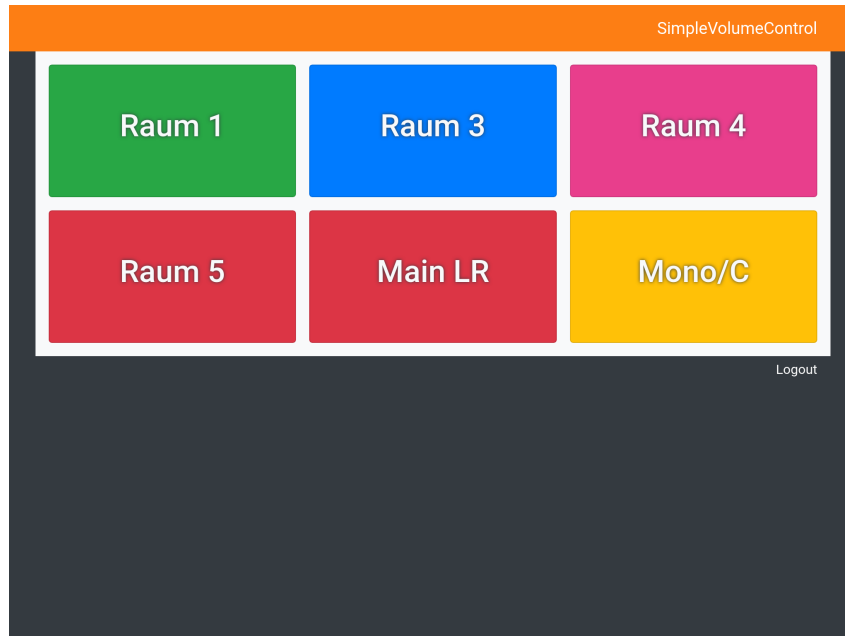 SimpleVolumeControl
Raum 1
Raum 3
Raum 4
Raum 5
Main LR
Mono/C
Logout